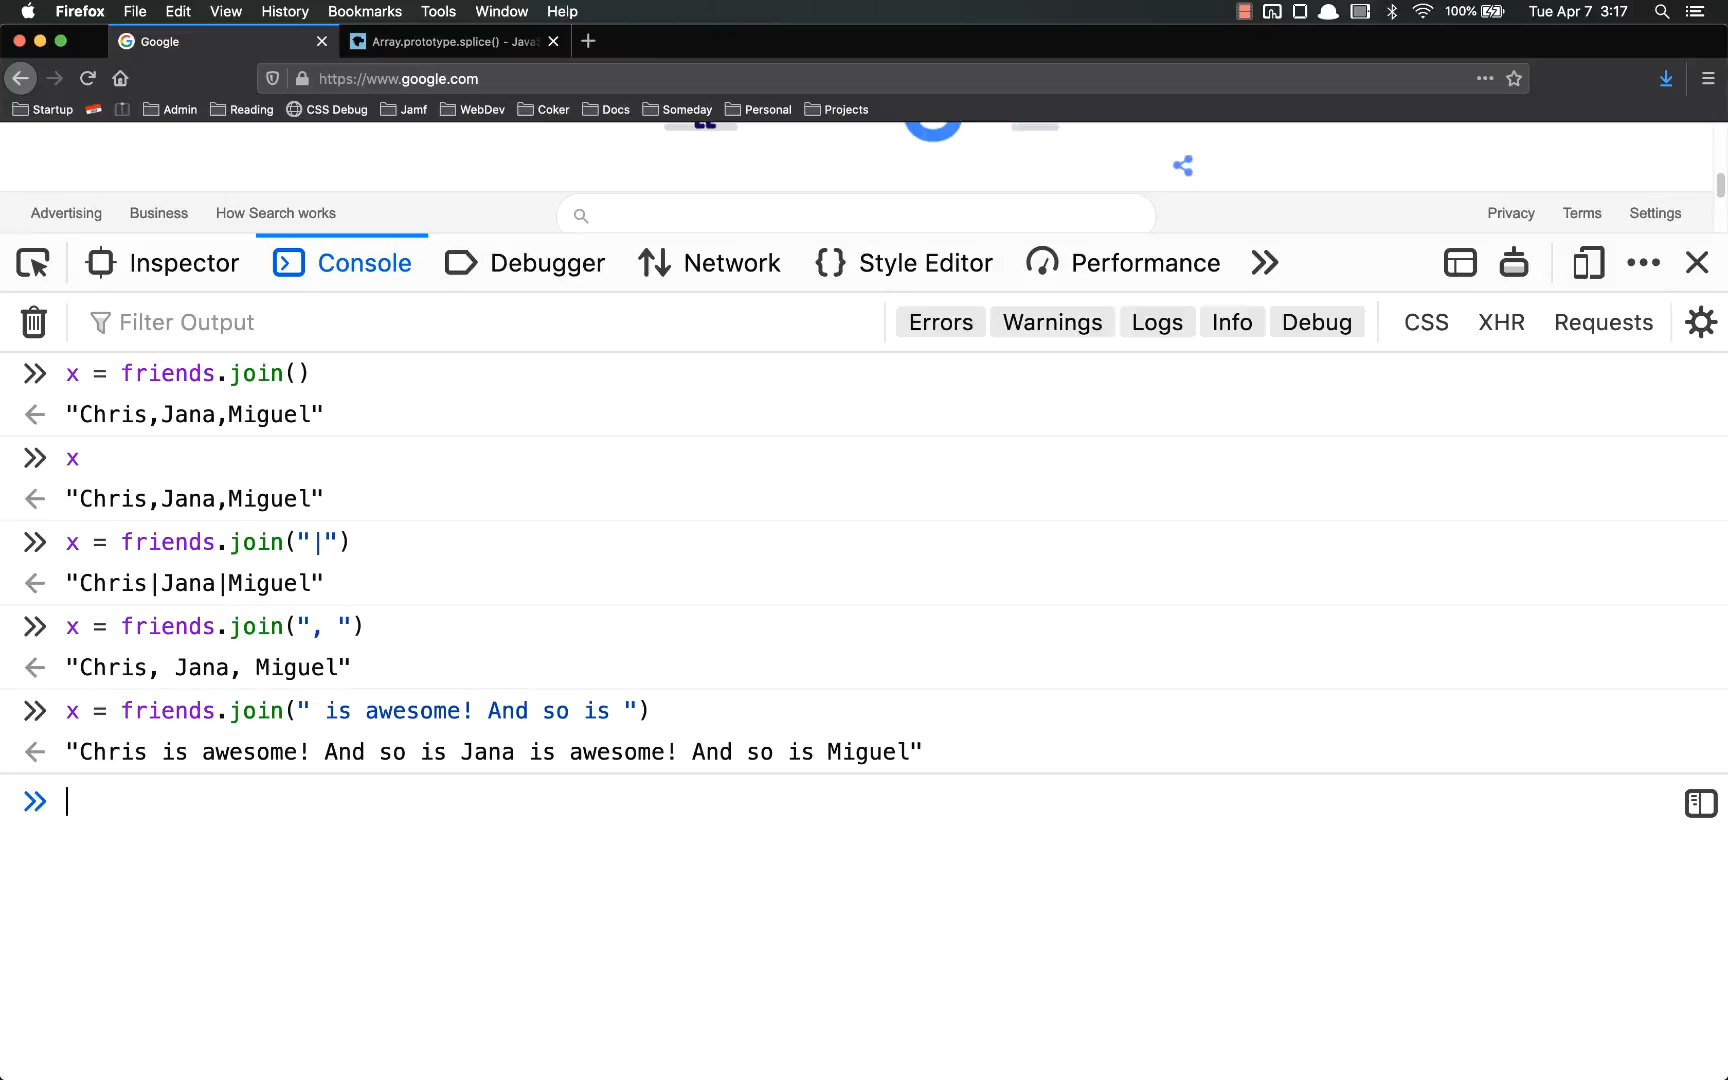 Firefox File Edit View History Bookmarks Tools Window Help 100% Tue Apr 7 3:17
Google Array.prototype.splice() - Java
https://www.google.com
Startup Admin Reading CSS Debug Jamf WebDev Coker Docs Someday Personal Projects
Advertising Business How Search works Privacy Terms Settings
Inspector Console Debugger Network Style Editor Performance
Filter Output Errors Warnings Logs Info Debug CSS XHR Requests
x = friends.join()
"Chris,Jana,Miguel"
x
"Chris,Jana,Miguel"
x = friends.join("|")
"Chris|Jana|Miguel"
x = friends.join(", ")
"Chris, Jana, Miguel"
x = friends.join(" is awesome! And so is ")
"Chris is awesome! And so is Jana is awesome! And so is Miguel"